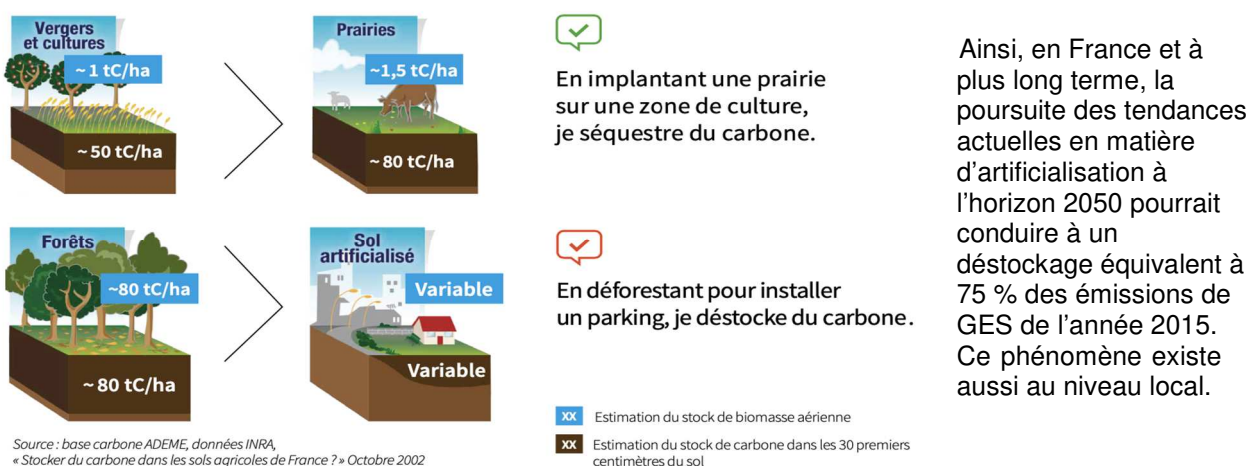 Vergers
et cultures
~ 1 tC/ha
~ 50 tC/ha
Prairies
~1,5 tC/ha
~ 80 tC/ha
En implantant une prairie
sur une zone de culture,
je séquestre du carbone.
Forêts
~80 tC/ha
~ 80 tC/ha
Sol
artificialisé
Variable
Variable
En déforestant pour installer
un parking, je déstocke du carbone.
XX Estimation du stock de biomasse aérienne
XX Estimation du stock de carbone dans les 30 premiers
centimètres du sol
Source : base carbone ADEME, données INRA,
« Stocker du carbone dans les sols agricoles de France ? » Octobre 2002
Ainsi, en France et à
plus long terme, la
poursuite des tendances
actuelles en matière
d’artificialisation à
l’horizon 2050 pourrait
conduire à un
déstockage équivalent à
75 % des émissions de
GES de l’année 2015.
Ce phénomène existe
aussi au niveau local.